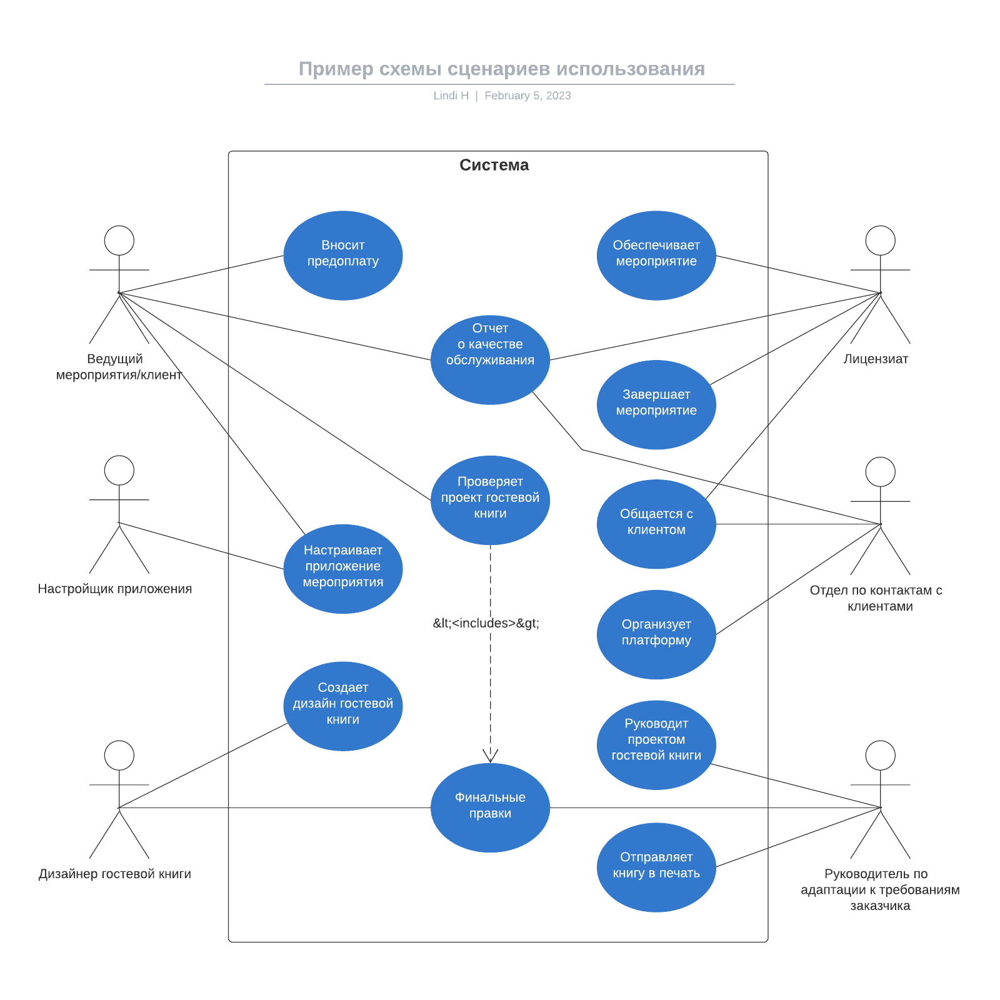 Пример схемы сценариев использования
Lindi H | February 5, 2023
Система
Вносит
предоплату
Обеспечивает
мероприятие
Отчет
о качестве
обслуживания
Ведущий
мероприятия/клиент
Лицензиат
Завершает
мероприятие
Проверяет
проект гостевой
книги
Общается с
клиентом
Настраивает
приложение
мероприятия
Настройщик приложения
Отдел по контактам с
клиентами
&lt;<includes>&gt;
Организует
платформу
Создает
дизайн гостевой
книги
Руководит
проектом
гостевой книги
Финальные
правки
Отправляет
книгу в печать
Дизайнер гостевой книги
Руководитель по
адаптации к требованиям
заказчика